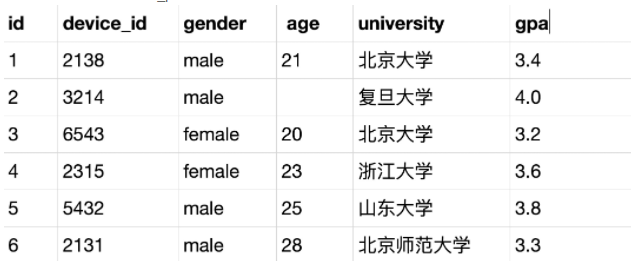 id device_id gender age university gpa
1 2138 male 21 北京大学 3.4
2 3214 male 复旦大学 4.0
3 6543 female 20 北京大学 3.2
4 2315 female 23 浙江大学 3.6
5 5432 male 25 山东大学 3.8
6 2131 male 28 北京师范大学 3.3